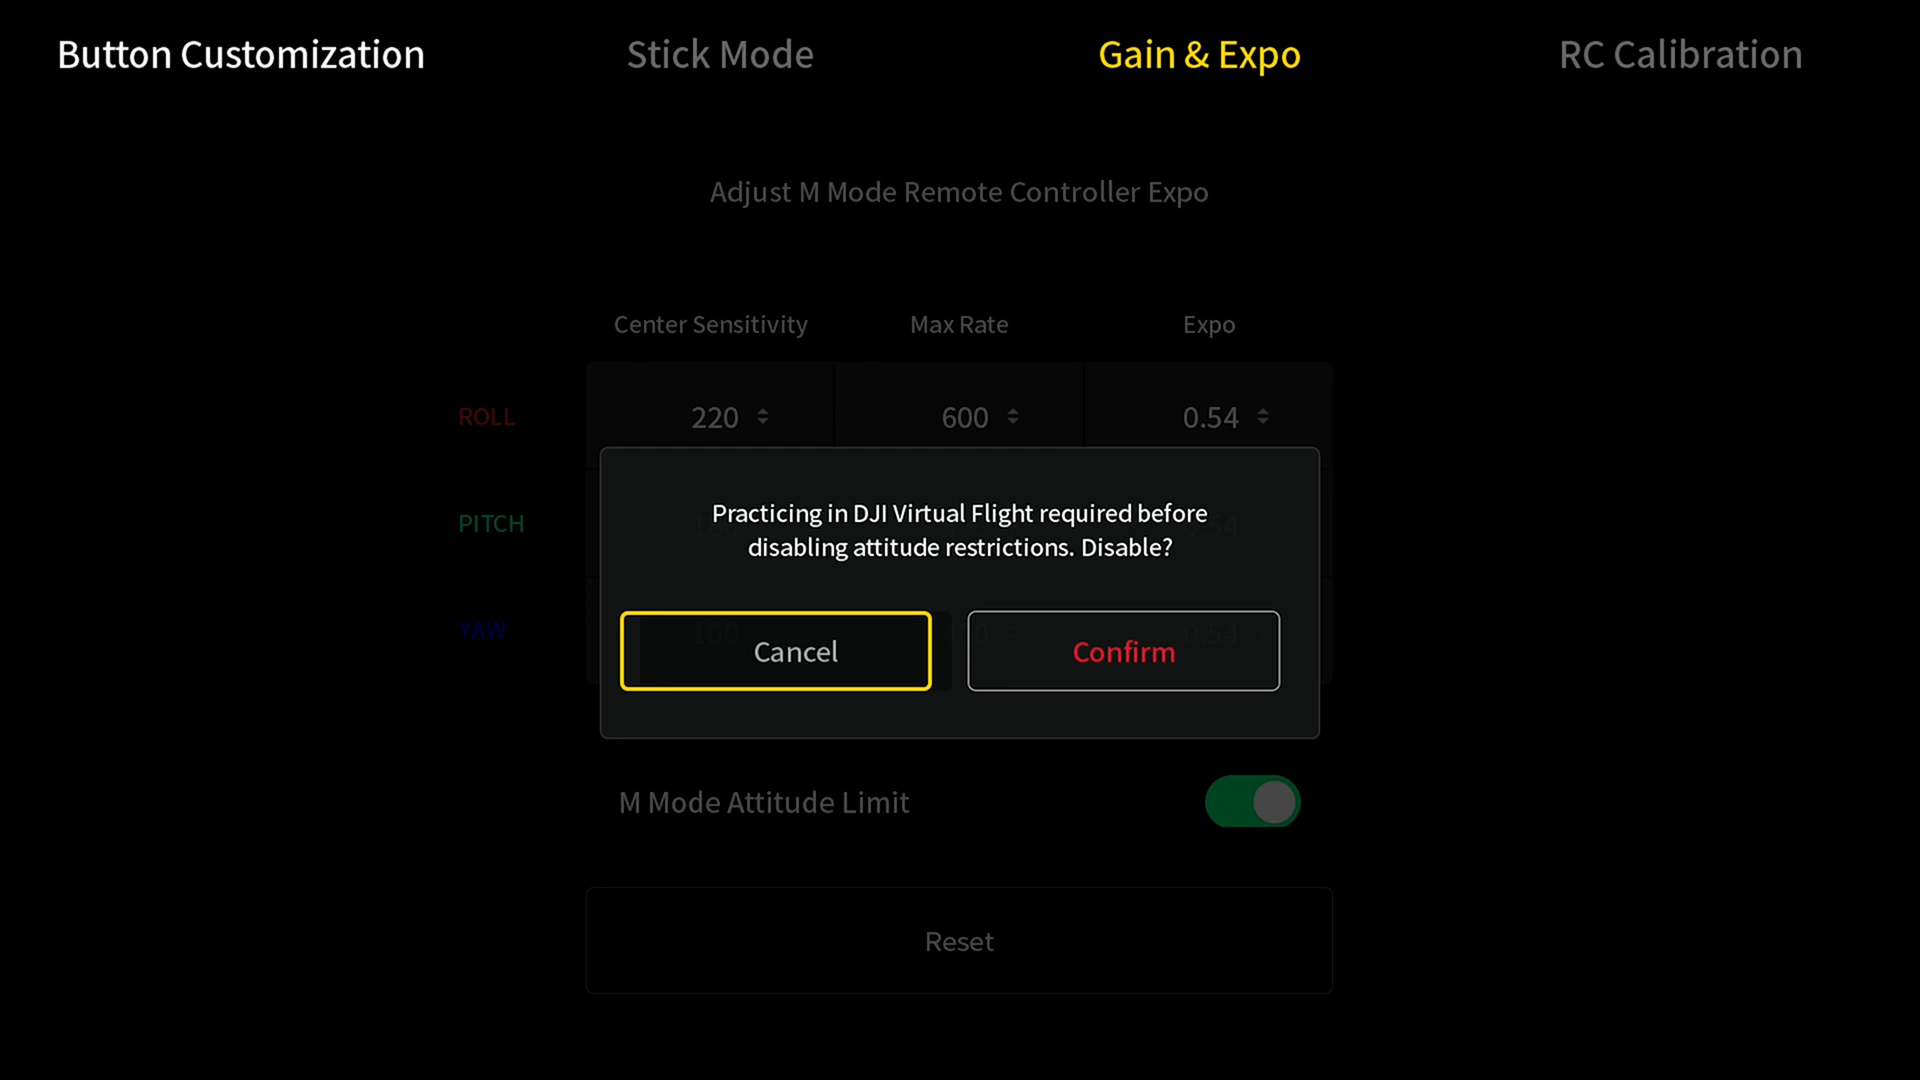 Button Customization Stick Mode Gain & Expo RC Calibration
Adjust M Mode Remote Controller Expo
Center Sensitivity Max Rate Expo
ROLL 220 600 0.54
Practicing in DJI Virtual Flight required before
PITCH
disabling attitude restrictions. Disable?
YAW
Cancel Confirm
M Mode Attitude Limit
Reset